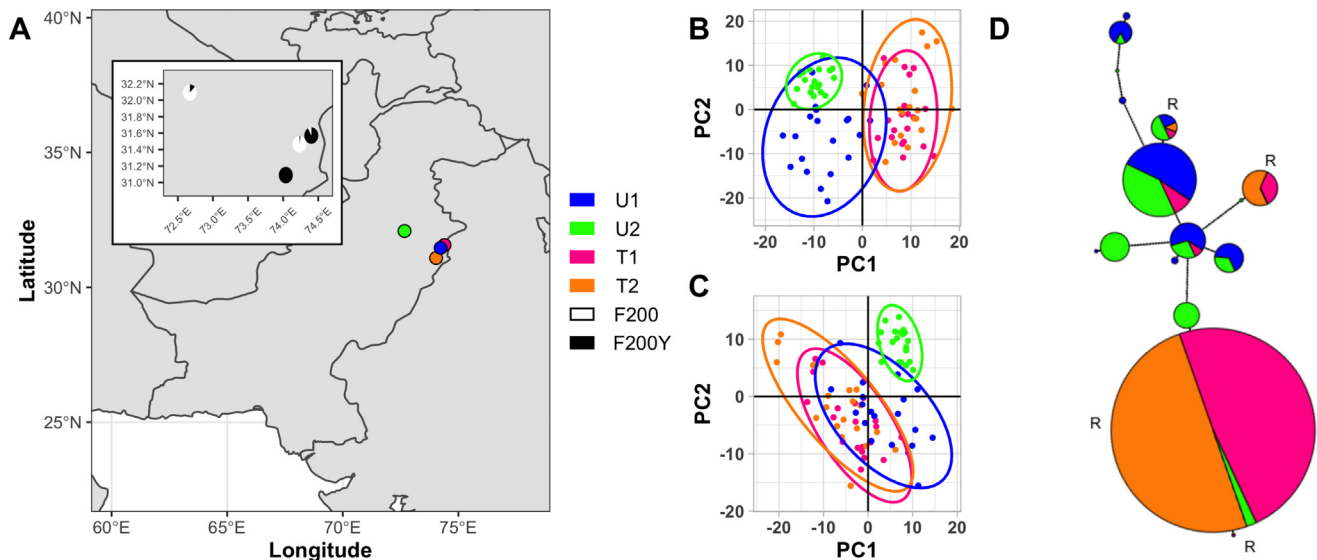 A
40°N
35°N
30°N
25°N
Latitude
60°E
65°E
70°E
75°E
Longitude
32.2°N
32.0°N
31.8°N
31.6°N
31.4°N
31.2°N
31.0°N
72.5°E
73.0°E
73.5°E
74.0°E
74.5°E
U1
U2
T1
T2
F200
F200Y
B
20
10
0
-10
-20
PC2
-20
-10
0
10
20
PC1
C
10
0
-10
-20
PC2
-20
-10
0
10
20
PC1
D
R
R
R
R